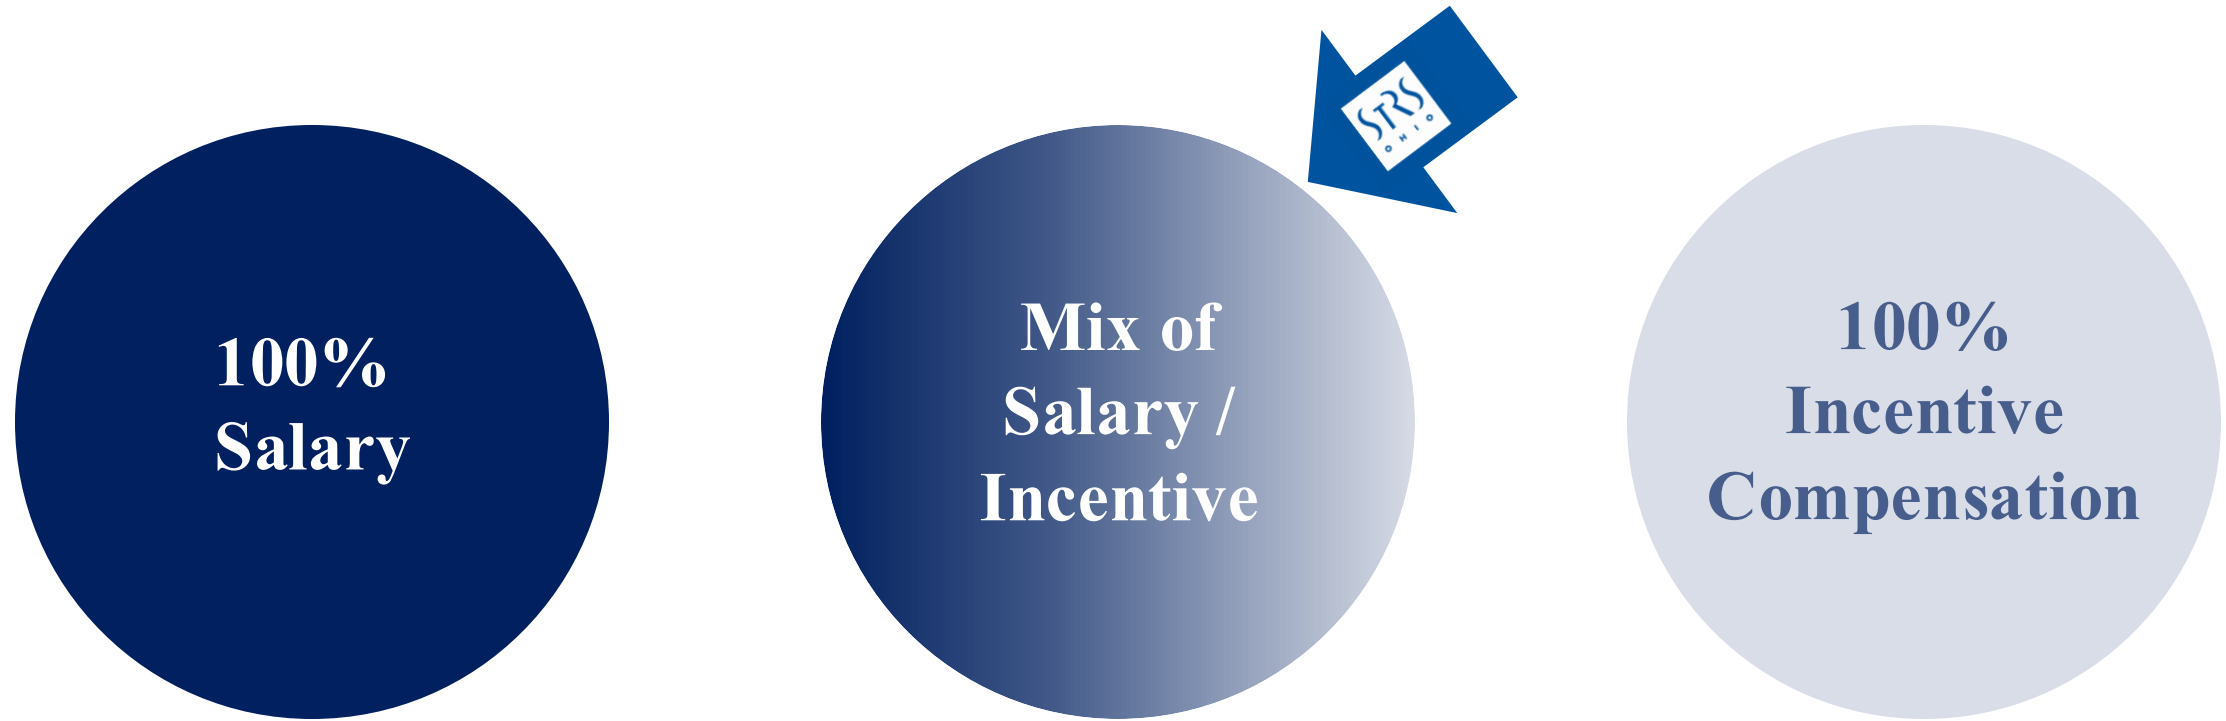 STRS
OHIO
100%
Salary
Mix of
Salary /
Incentive
100%
Incentive
Compensation